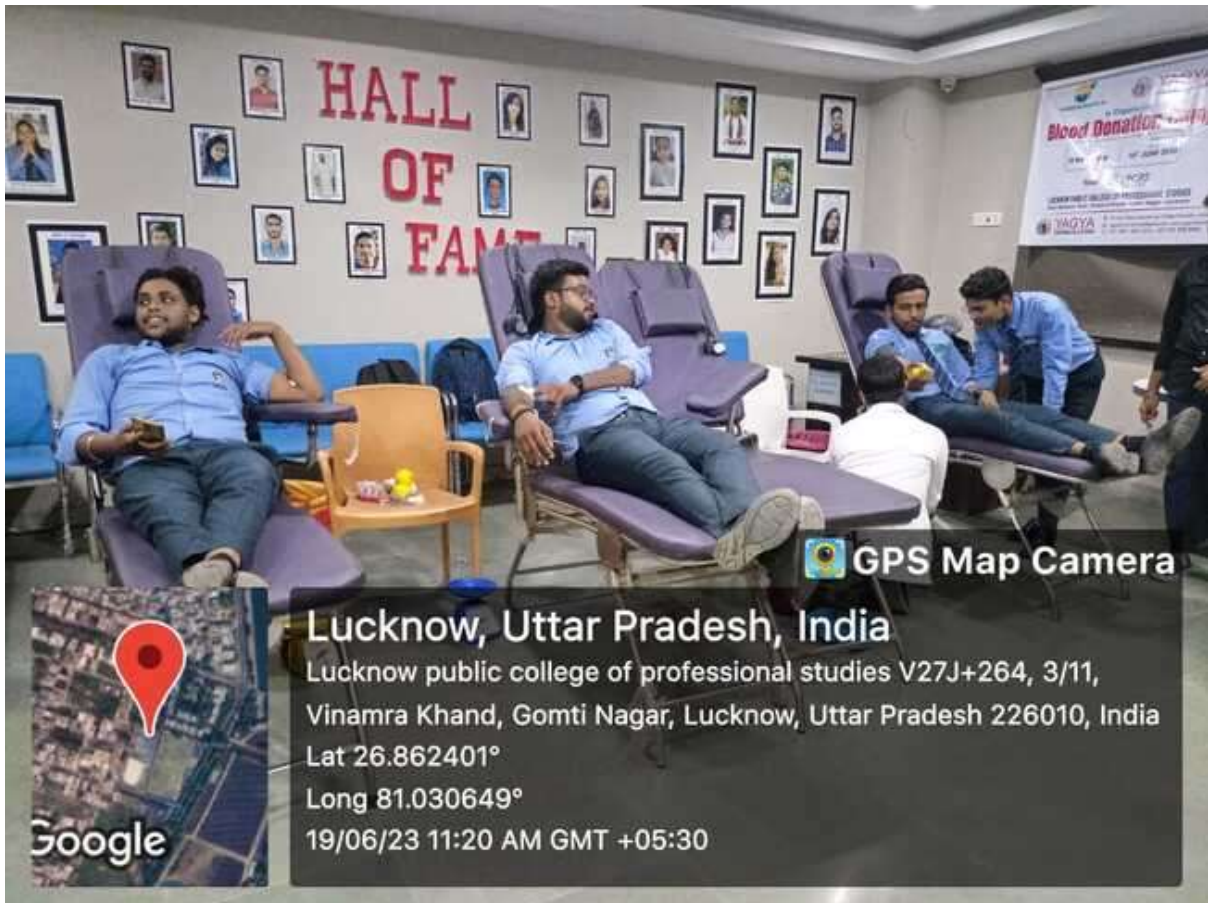 HALL
OF
FAME
YAGYA
Blood Donation
YAGYA
GPS Map Camera
Lucknow, Uttar Pradesh, India
Lucknow public college of professional studies V27J+264, 3/11,
Vinamra Khand, Gomti Nagar, Lucknow, Uttar Pradesh 226010, India
Lat 26.862401°
Long 81.030649°
19/06/23 11:20 AM GMT +05:30
Google